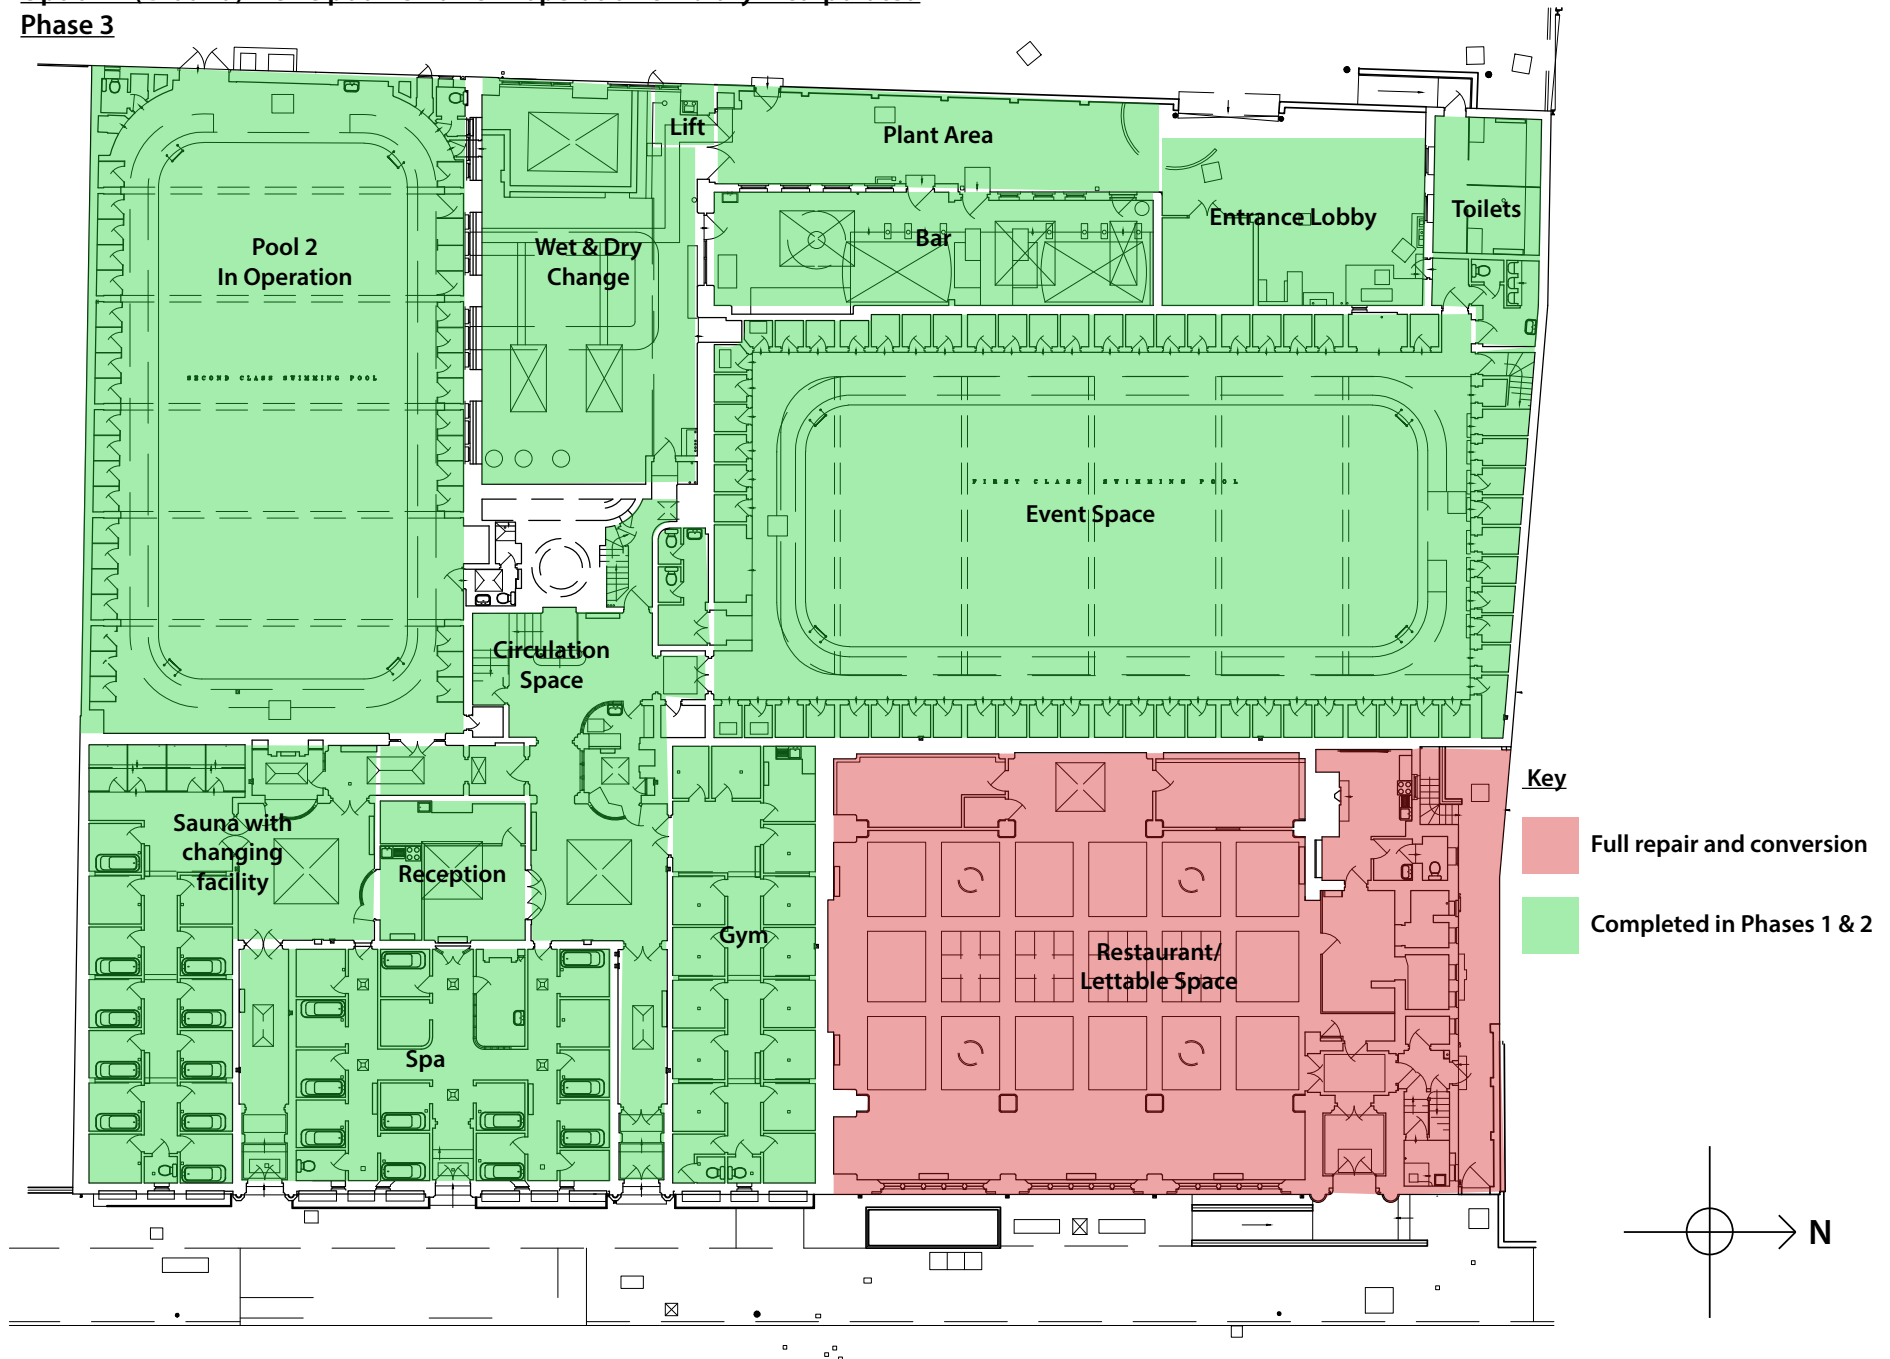 Phase 3
Lift
Plant Area
Entrance Lobby
Toilets
Pool 2
In Operation
Wet & Dry
Change
Bar
SECOND CLASS SWIMMING POOL
FIRST CLASS SWIMMING POOL
Event Space
Circulation
Space
Key
Sauna with
changing
facility
Reception
Full repair and conversion
Gym
Completed in Phases 1 & 2
Restaurant/
Lettable Space
Spa
N